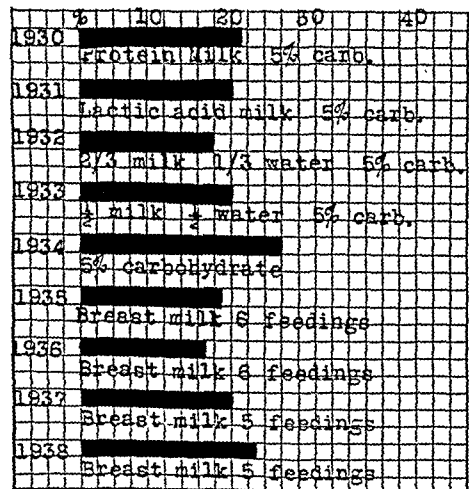 % 10 20 30 40
1930
Protein Milk 5% carb.
1931
Lactic acid milk 5% carb.
1932
2/3 milk 1/3 water 5% carb.
1933
½ milk ½ water 5% carb.
1934
5% carbohydrate
1935
Breast milk 6 feedings
1936
Breast milk 6 feedings
1937
Breast milk 5 feedings
1938
Breast milk 5 feedings